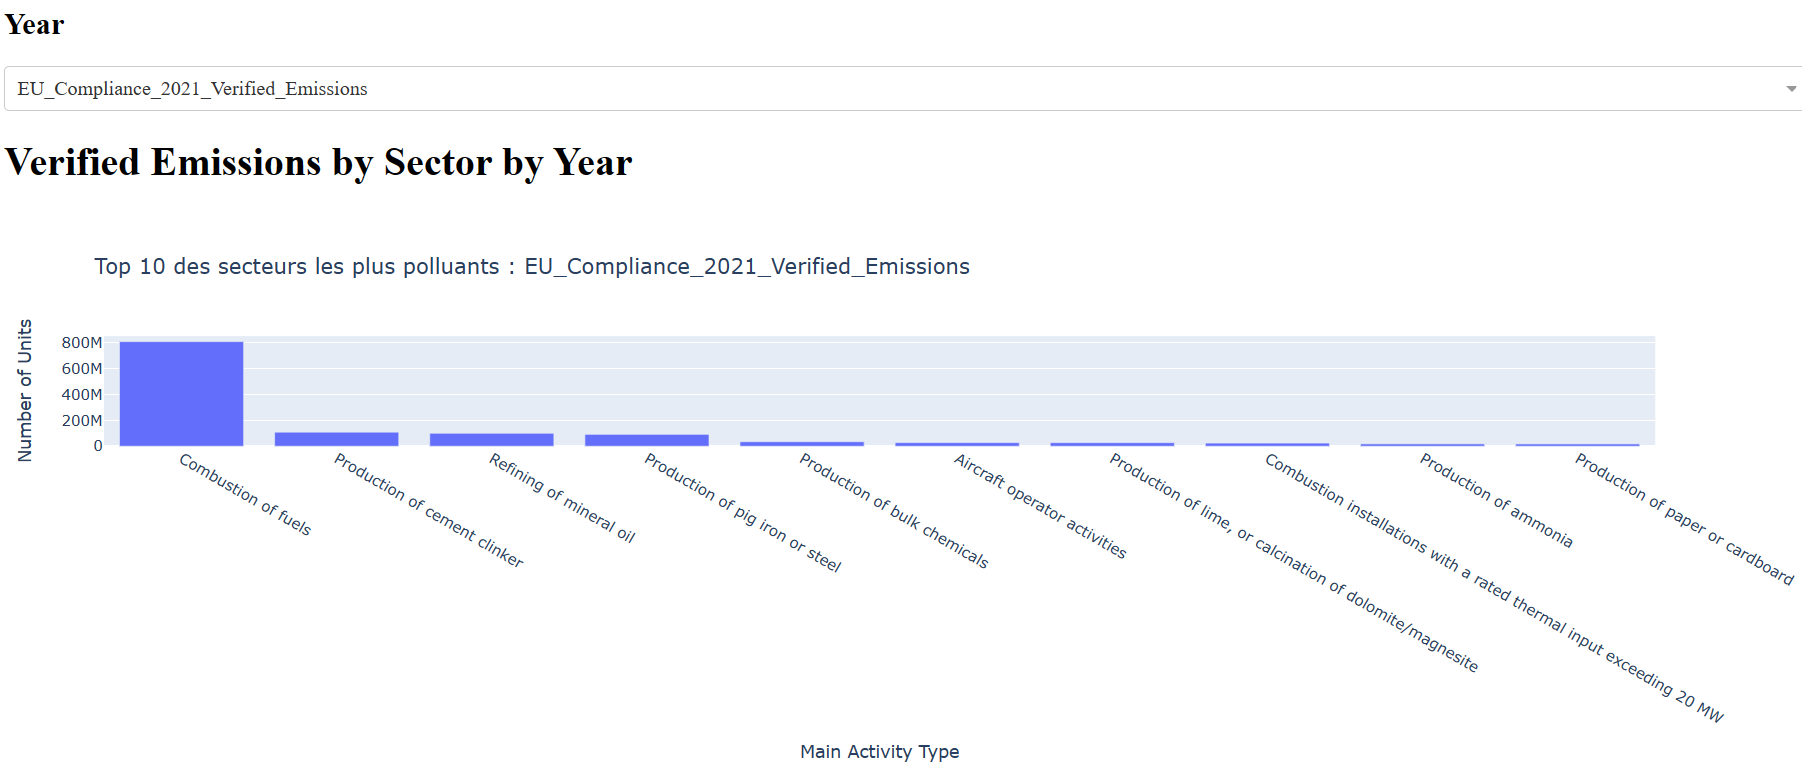 Year
EU_Compliance_2021_Verified_Emissions
Verified Emissions by Sector by Year
Top 10 des secteurs les plus polluants : EU_Compliance_2021_Verified_Emissions
Number of Units
800M
600M
400M
200M
0
Combustion of fuels
Production of cement clinker
Refining of mineral oil
Production of pig iron or steel
Production of bulk chemicals
Aircraft operator activities
Production of lime, or calcination of dolomite/magnesite
Combustion installations with a rated thermal input exceeding 20 MW
Production of ammonia
Production of paper or cardboard
Main Activity Type